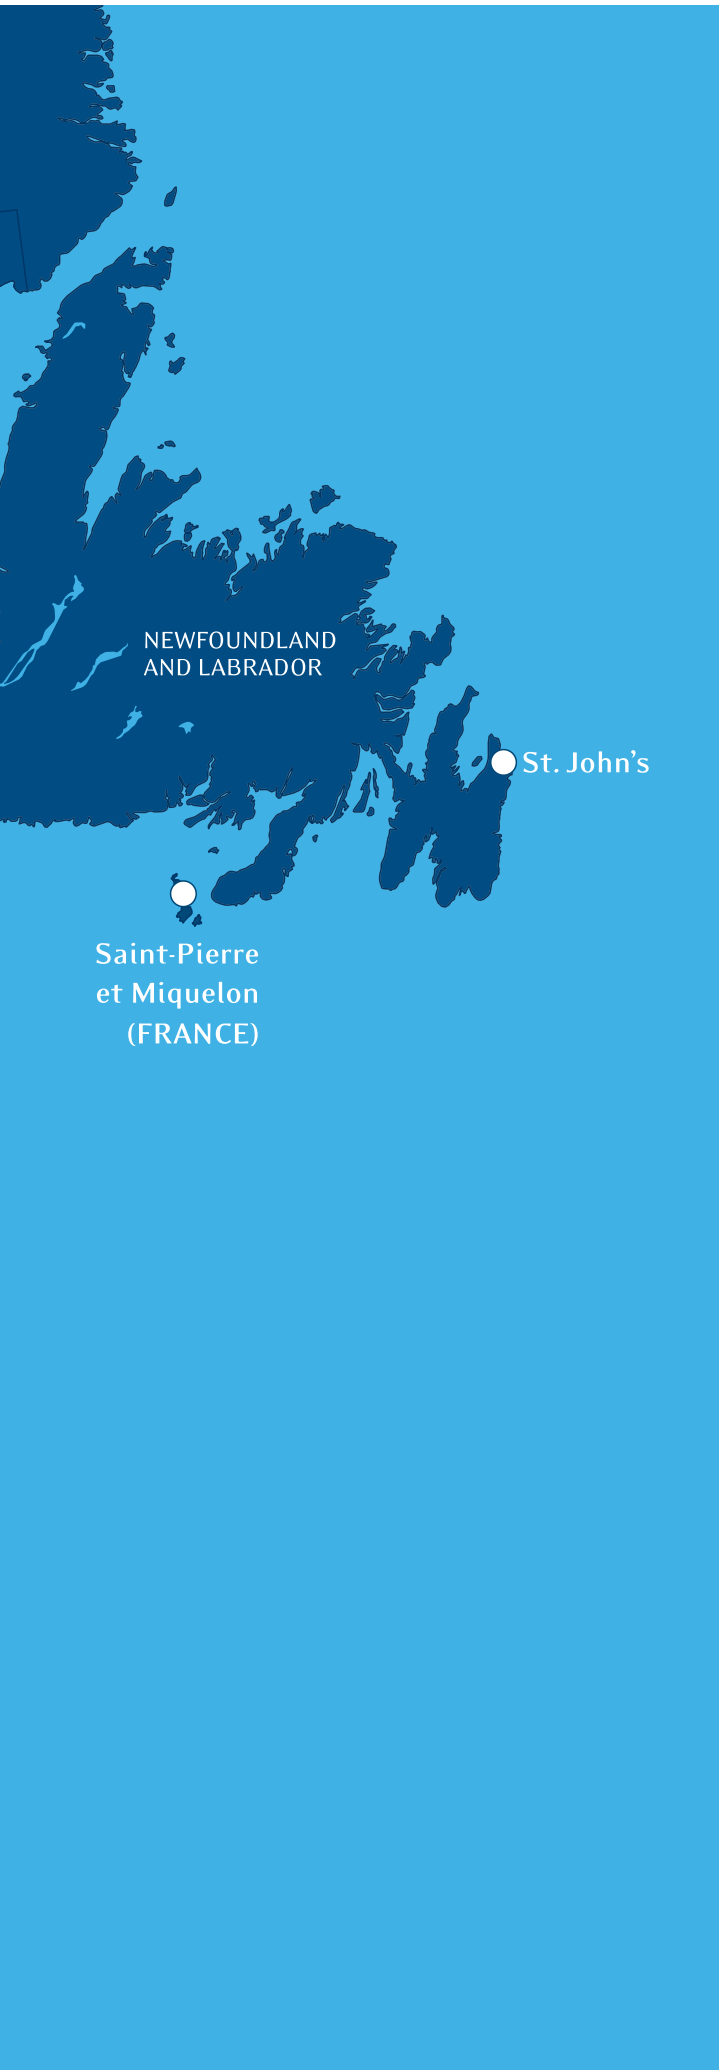 NEWFOUNDLAND
AND LABRADOR
St. John’s
Saint-Pierre
et Miquelon
(FRANCE)